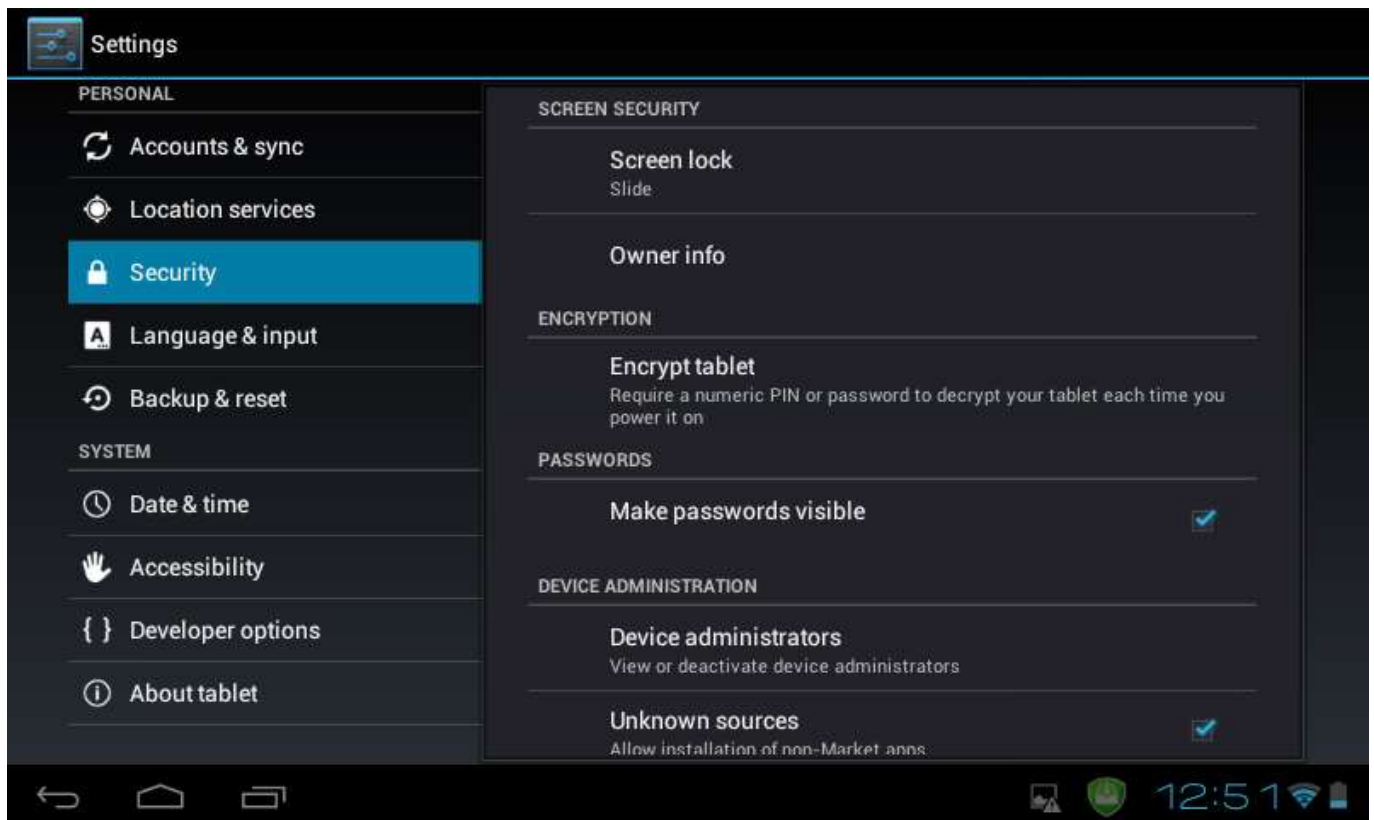 Settings
PERSONAL
Accounts & sync
Location services
Security
Language & input
Backup & reset
SYSTEM
Date & time
Accessibility
{ } Developer options
About tablet
SCREEN SECURITY
Screen lock
Slide
Owner info
ENCRYPTION
Encrypt tablet
Require a numeric PIN or password to decrypt your tablet each time you
power it on
PASSWORDS
Make passwords visible
DEVICE ADMINISTRATION
Device administrators
View or deactivate device administrators
Unknown sources
Allow installation of non-Market apps
12:51